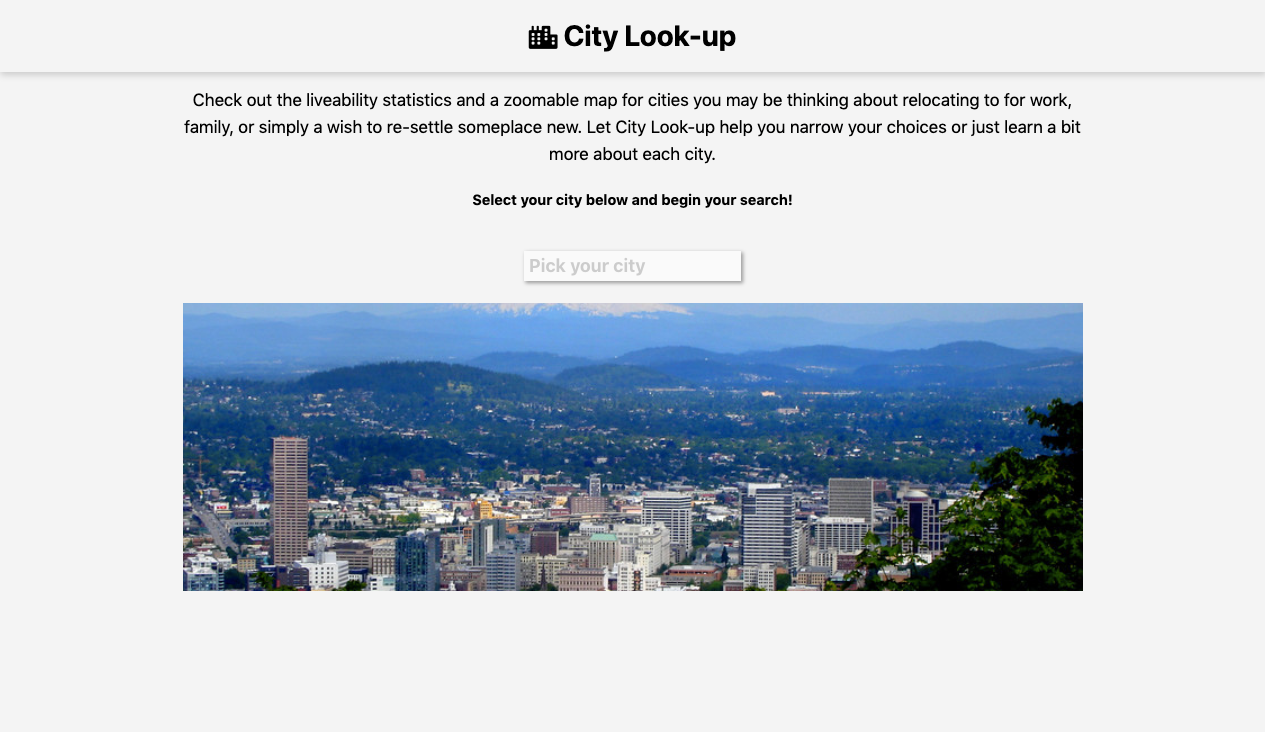 City Look-up
Check out the liveability statistics and a zoomable map for cities you may be thinking about relocating to for work,
family, or simply a wish to re-settle someplace new. Let City Look-up help you narrow your choices or just learn a bit
more about each city.
Select your city below and begin your search!
Pick your city